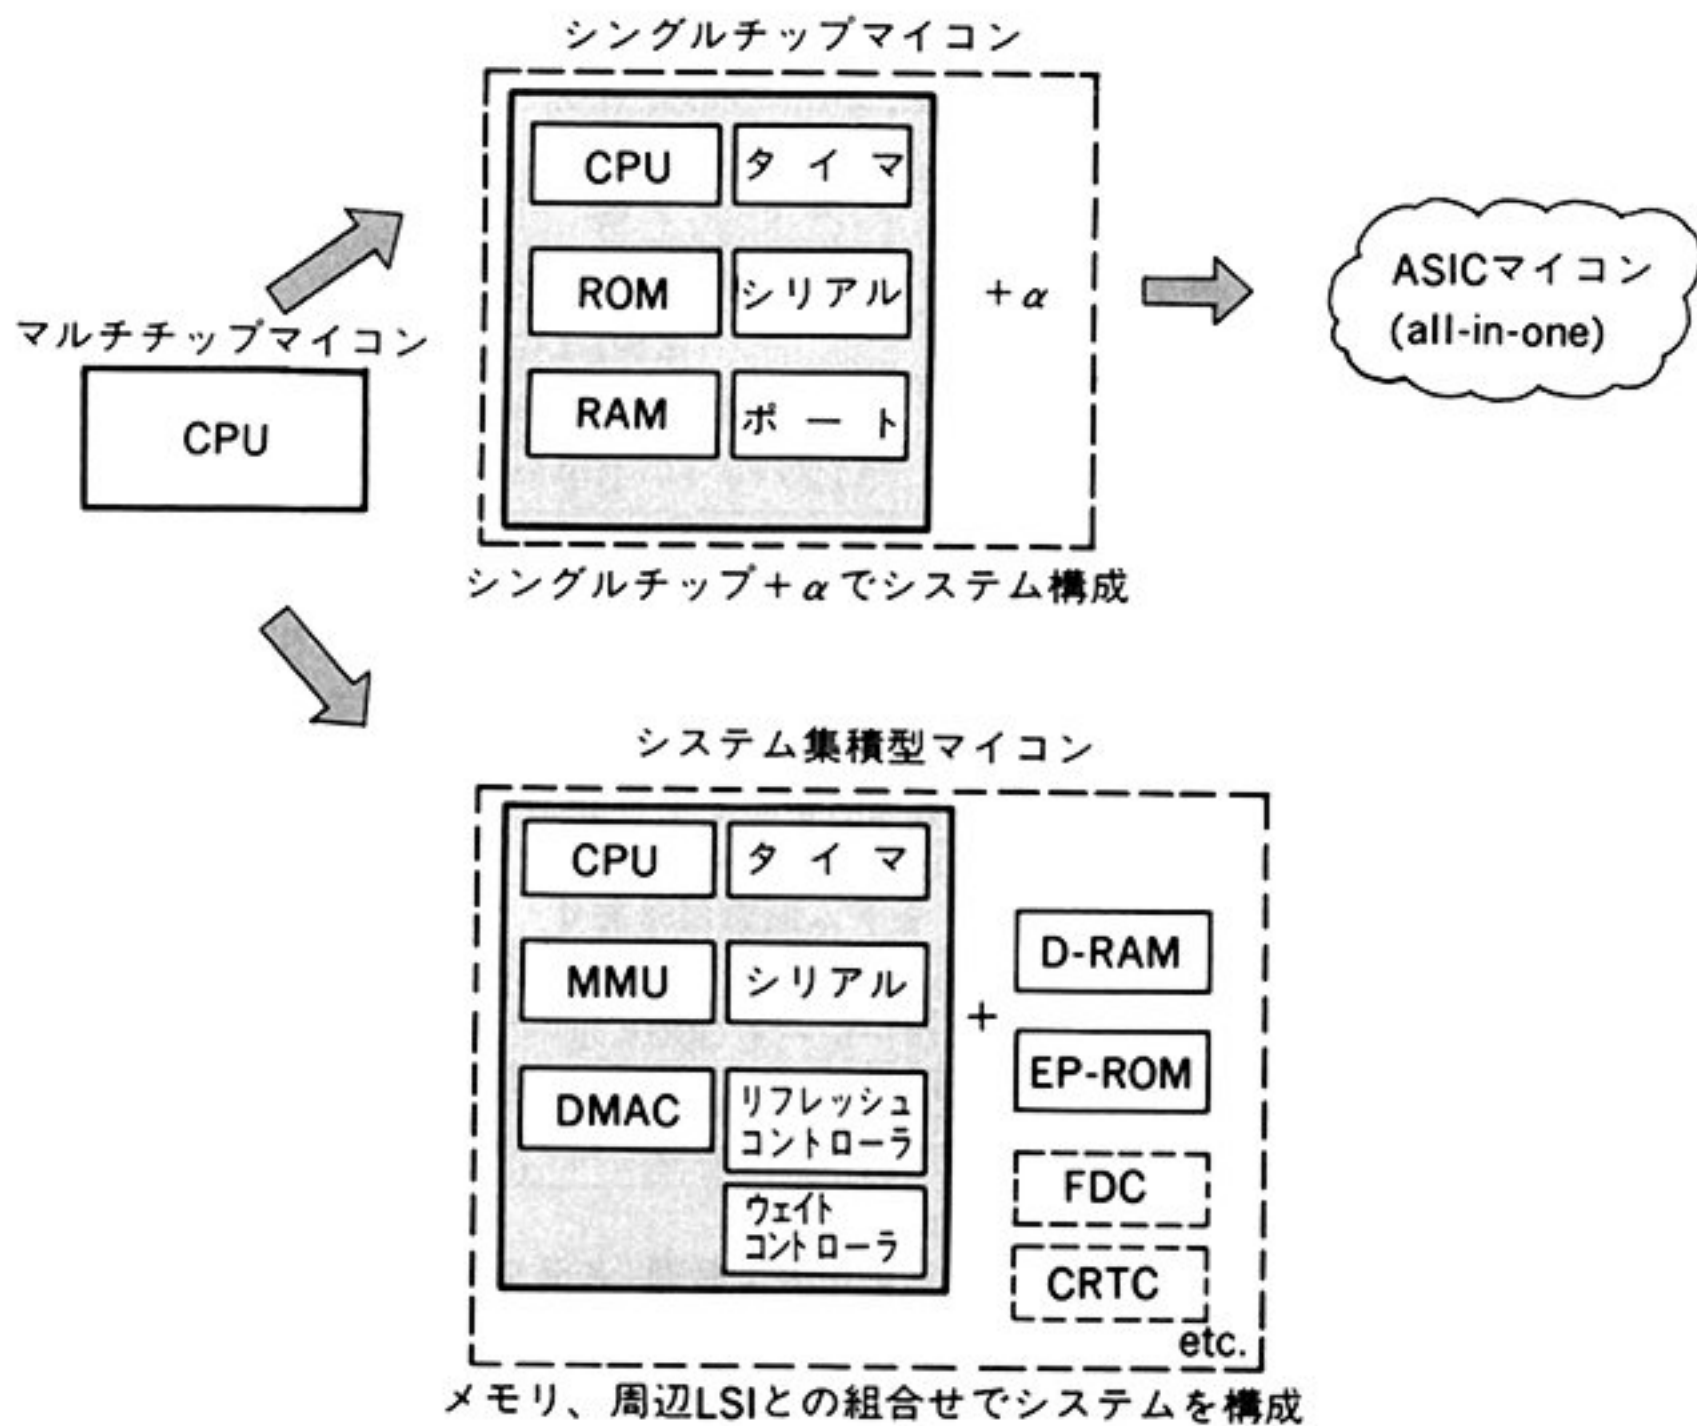 シングルチップマイコン
CPU
タイマ
ROM
シリアル
RAM
ポート
+α
シングルチップ+αでシステム構成
マルチチップマイコン
CPU
ASICマイコン
(all-in-one)
システム集積型マイコン
CPU
タイマ
MMU
シリアル
DMAC
リフレッシュ
コントローラ
ウェイト
コントローラ
+
D-RAM
EP-ROM
FDC
CRTC
etc.
メモリ、周辺LSIとの組合せでシステムを構成